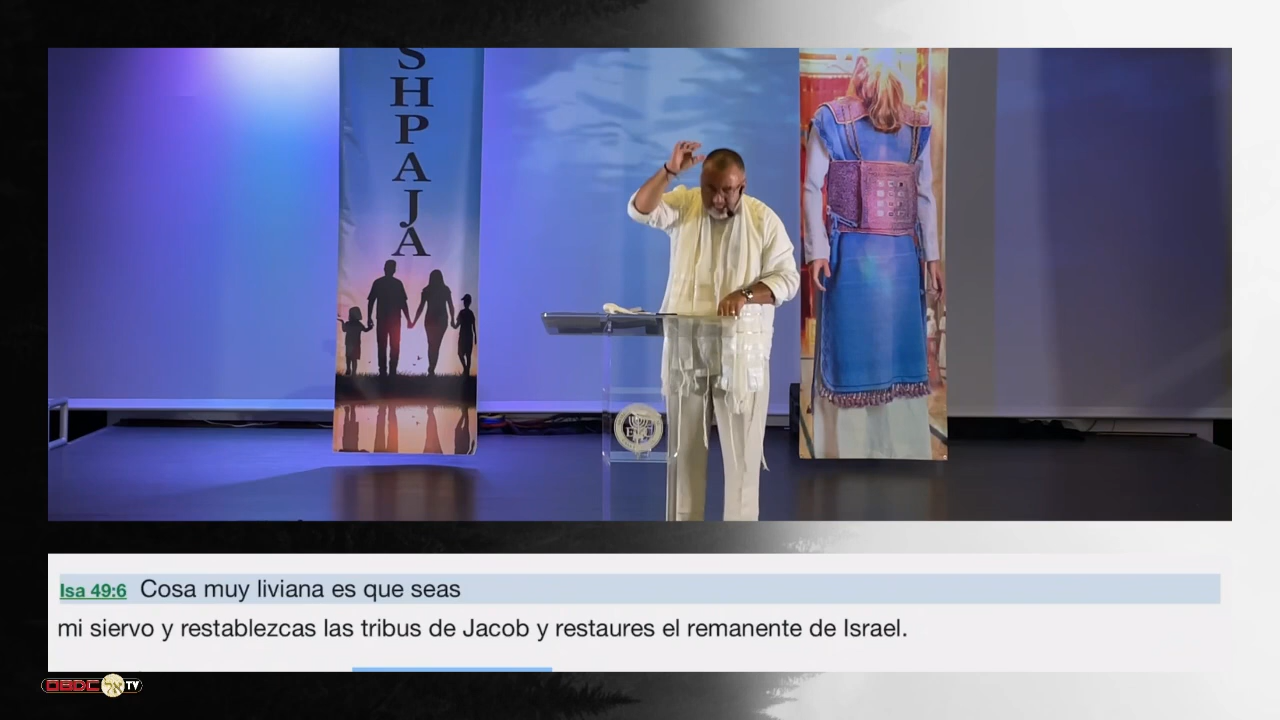 SHPAJA
Isa 49:6 Cosa muy liviana es que seas
mi siervo y restablezcas las tribus de Jacob y restaures el remanente de Israel.
TV